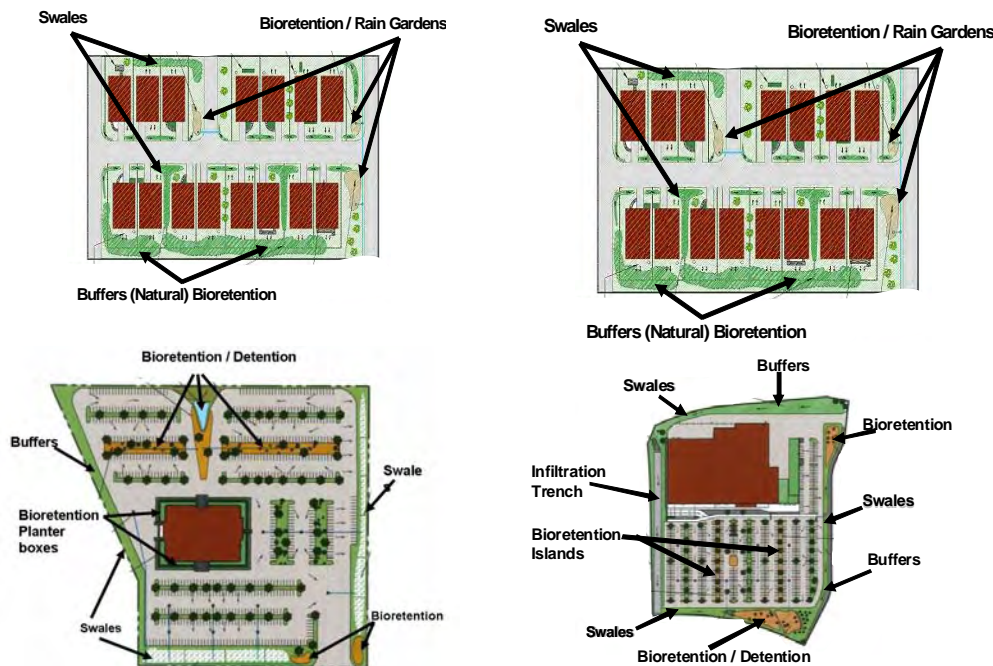 Swales
Bioretention / Rain Gardens
Buffers (Natural) Bioretention
Swales
Bioretention / Rain Gardens
Buffers (Natural) Bioretention
Bioretention / Detention
Buffers
Swale
Bioretention
Planter
boxes
Swales
Bioretention
Buffers
Swales
Bioretention
Infiltration
Trench
Swales
Bioretention
Islands
Buffers
Swales
Bioretention / Detention